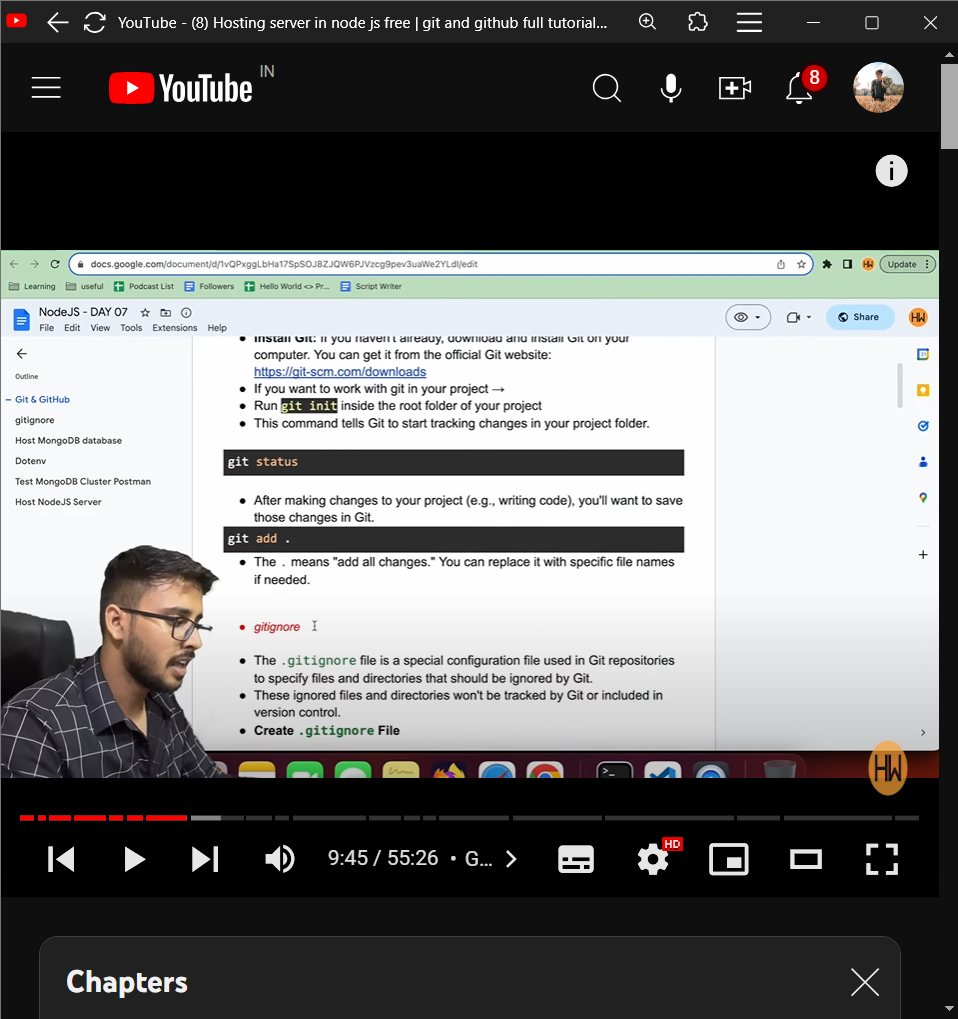 YouTube - (8) Hosting server in node js free | git and github full tutorial...
YouTube IN
8
docs.google.com/document/d/1vQPxggLbHa17SpSOJ8ZJQW6PJVzcg9pev3uaWe2YLdI/edit
HW
Update
Learning
useful
Podcast List
Followers
Hello World <> Pr...
Script Writer
NodeJS - DAY 07
File Edit View Tools Extensions Help
Share
HW
Outline
Git & GitHub
gitignore
Host MongoDB database
Dotenv
Test MongoDB Cluster Postman
Host NodeJS Server
• Install Git: If you haven't already, download and install Git on your
computer. You can get it from the official Git website:
https://git-scm.com/downloads
• If you want to work with git in your project →
• Run git init inside the root folder of your project
• This command tells Git to start tracking changes in your project folder.
git status
• After making changes to your project (e.g., writing code), you'll want to save
those changes in Git.
git add .
• The . means "add all changes." You can replace it with specific file names
if needed.
• gitignore
• The .gitignore file is a special configuration file used in Git repositories
to specify files and directories that should be ignored by Git.
• These ignored files and directories won't be tracked by Git or included in
version control.
• Create .gitignore File
HW
9:45 / 55:26 • G...
HD
Chapters